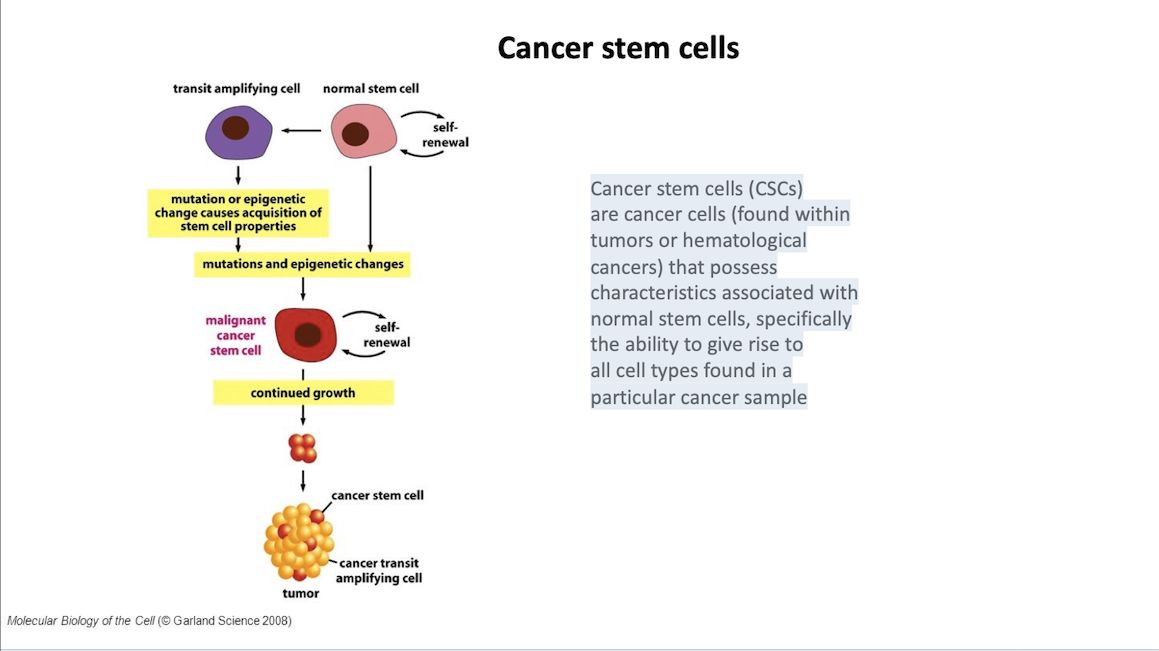 Cancer stem cells
transit amplifying cell
normal stem cell
self-
renewal
mutation or epigenetic
change causes acquisition of
stem cell properties
mutations and epigenetic changes
malignant
cancer
stem cell
self-
renewal
continued growth
cancer stem cell
cancer transit
amplifying cell
tumor
Cancer stem cells (CSCs)
are cancer cells (found within
tumors or hematological
cancers) that possess
characteristics associated with
normal stem cells, specifically
the ability to give rise to
all cell types found in a
particular cancer sample
Molecular Biology of the Cell (© Garland Science 2008)